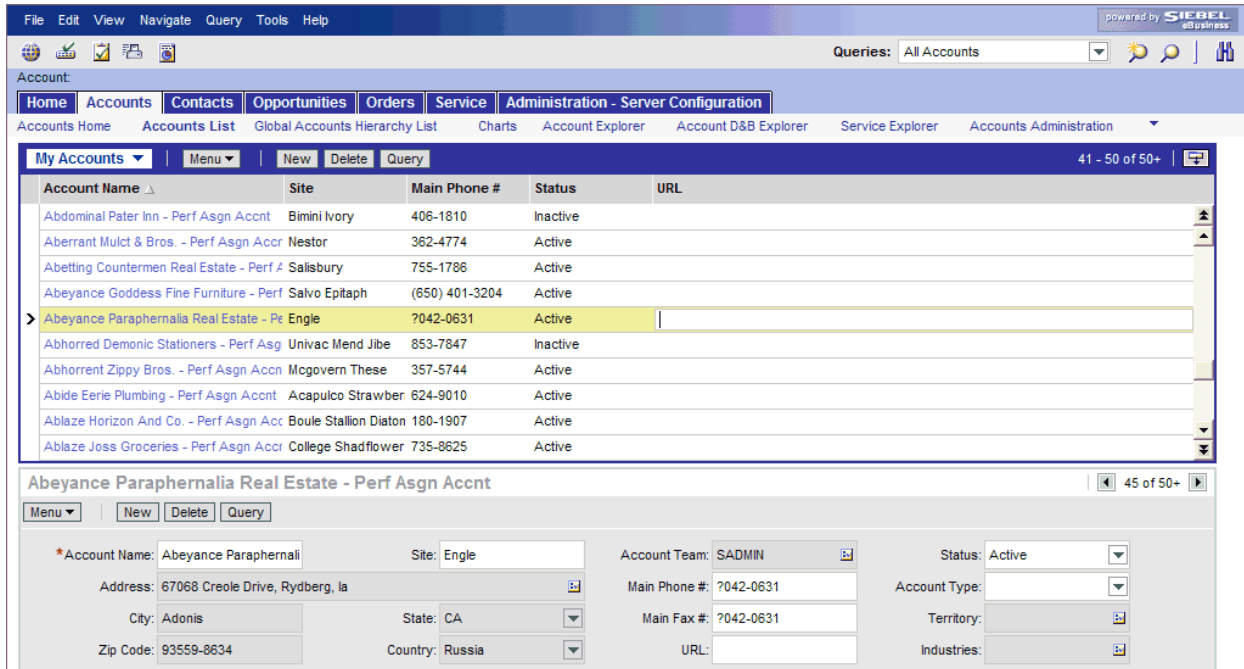 File Edit View Navigate Query Tools Help powered by SIEBEL eBusiness
Queries: All Accounts
Account:
Home Accounts Contacts Opportunities Orders Service Administration - Server Configuration
Accounts Home Accounts List Global Accounts Hierarchy List Charts Account Explorer Account D&B Explorer Service Explorer Accounts Administration
My Accounts Menu New Delete Query 41 - 50 of 50+
Account Name Site Main Phone # Status URL
Abdominal Pater Inn - Perf Asgn Accnt Bimini Ivory 406-1810 Inactive
Aberrant Mulct & Bros. - Perf Asgn Accr Nestor 362-4774 Active
Abetting Countermen Real Estate - Perf A Salisbury 755-1786 Active
Abeyance Goddess Fine Furniture - Perf Salvo Epitaph (650) 401-3204 Active
Abeyance Paraphernalia Real Estate - Pe Engle ?042-0631 Active
Abhorred Demonic Stationers - Perf Asg Univac Mend Jibe 853-7847 Inactive
Abhorrent Zippy Bros. - Perf Asgn Accn Mcgovern These 357-5744 Active
Abide Eerie Plumbing - Perf Asgn Accnt Acapulco Strawber 624-9010 Active
Ablaze Horizon And Co. - Perf Asgn Acc Boule Stallion Diaton 180-1907 Active
Ablaze Joss Groceries - Perf Asgn Accr College Shadflower 735-8625 Active
Abeyance Paraphernalia Real Estate - Perf Asgn Accnt 45 of 50+
Menu New Delete Query
*Account Name: Abeyance Paraphernali Site: Engle Account Team: SADMIN Status: Active
Address: 67068 Creole Drive, Rydberg, Ia Main Phone #: ?042-0631 Account Type:
City: Adonis State: CA Main Fax #: ?042-0631 Territory:
Zip Code: 93559-8634 Country: Russia URL: Industries: